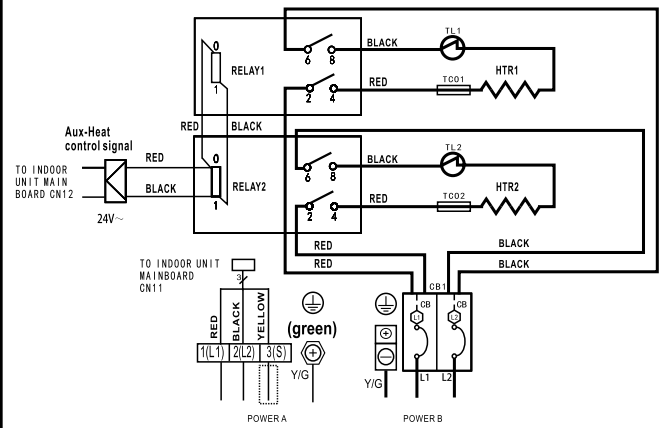 TL1
BLACK
6 8
RELAY1
0
1
RED
TCO1
HTR1
2 4
RED
BLACK
Aux-Heat
control signal
TO INDOOR
UNIT MAIN
BOARD CN12
RED
BLACK
24V~
0
1
RELAY2
TL2
BLACK
6 8
RED
TCO2
HTR2
2 4
RED
RED
BLACK
BLACK
TO INDOOR UNIT
MAINBOARD
CN11
3
RED
BLACK
YELLOW
(green)
1(L1) 2(L2) 3(S)
Y/G
Y/G
CB1
CB CB
L1 L2
L1 L2
POWER A
POWER B